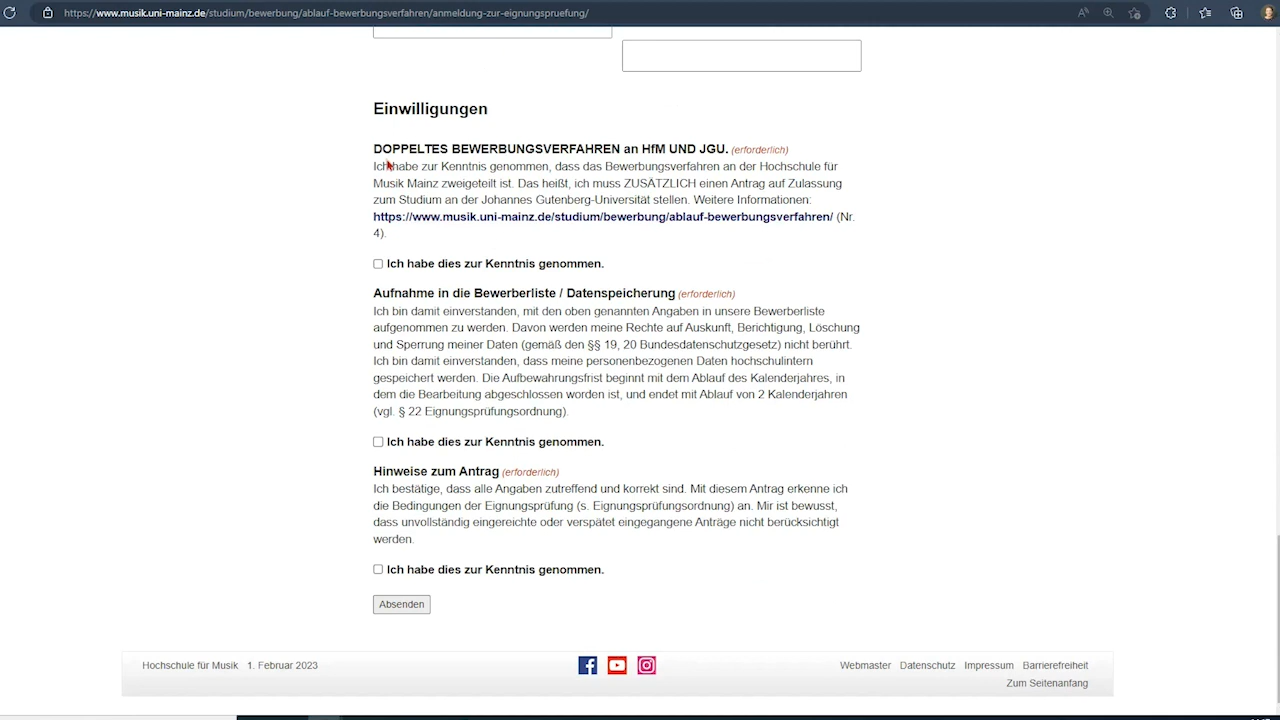 https://www.musik.uni-mainz.de/studium/bewerbung/ablauf-bewerbungsverfahren/anmeldung-zur-eignungspruefung/
Einwilligungen
DOPPELTES BEWERBUNGSVERFAHREN an HfM UND JGU. (erforderlich)
Ich habe zur Kenntnis genommen, dass das Bewerbungsverfahren an der Hochschule für
Musik Mainz zweigeteilt ist. Das heißt, ich muss ZUSÄTZLICH einen Antrag auf Zulassung
zum Studium an der Johannes Gutenberg-Universität stellen. Weitere Informationen:
https://www.musik.uni-mainz.de/studium/bewerbung/ablauf-bewerbungsverfahren/ (Nr.
4).
Ich habe dies zur Kenntnis genommen.
Aufnahme in die Bewerberliste / Datenspeicherung (erforderlich)
Ich bin damit einverstanden, mit den oben genannten Angaben in unsere Bewerberliste
aufgenommen zu werden. Davon werden meine Rechte auf Auskunft, Berichtigung, Löschung
und Sperrung meiner Daten (gemäß den §§ 19, 20 Bundesdatenschutzgesetz) nicht berührt.
Ich bin damit einverstanden, dass meine personenbezogenen Daten hochschulintern
gespeichert werden. Die Aufbewahrungsfrist beginnt mit dem Ablauf des Kalenderjahres, in
dem die Bearbeitung abgeschlossen worden ist, und endet mit Ablauf von 2 Kalenderjahren
(vgl. § 22 Eignungsprüfungsordnung).
Ich habe dies zur Kenntnis genommen.
Hinweise zum Antrag (erforderlich)
Ich bestätige, dass alle Angaben zutreffend und korrekt sind. Mit diesem Antrag erkenne ich
die Bedingungen der Eignungsprüfung (s. Eignungsprüfungsordnung) an. Mir ist bewusst,
dass unvollständig eingereichte oder verspätet eingegangene Anträge nicht berücksichtigt
werden.
Ich habe dies zur Kenntnis genommen.
Absenden
Hochschule für Musik 1. Februar 2023
Webmaster Datenschutz Impressum Barrierefreiheit
Zum Seitenanfang